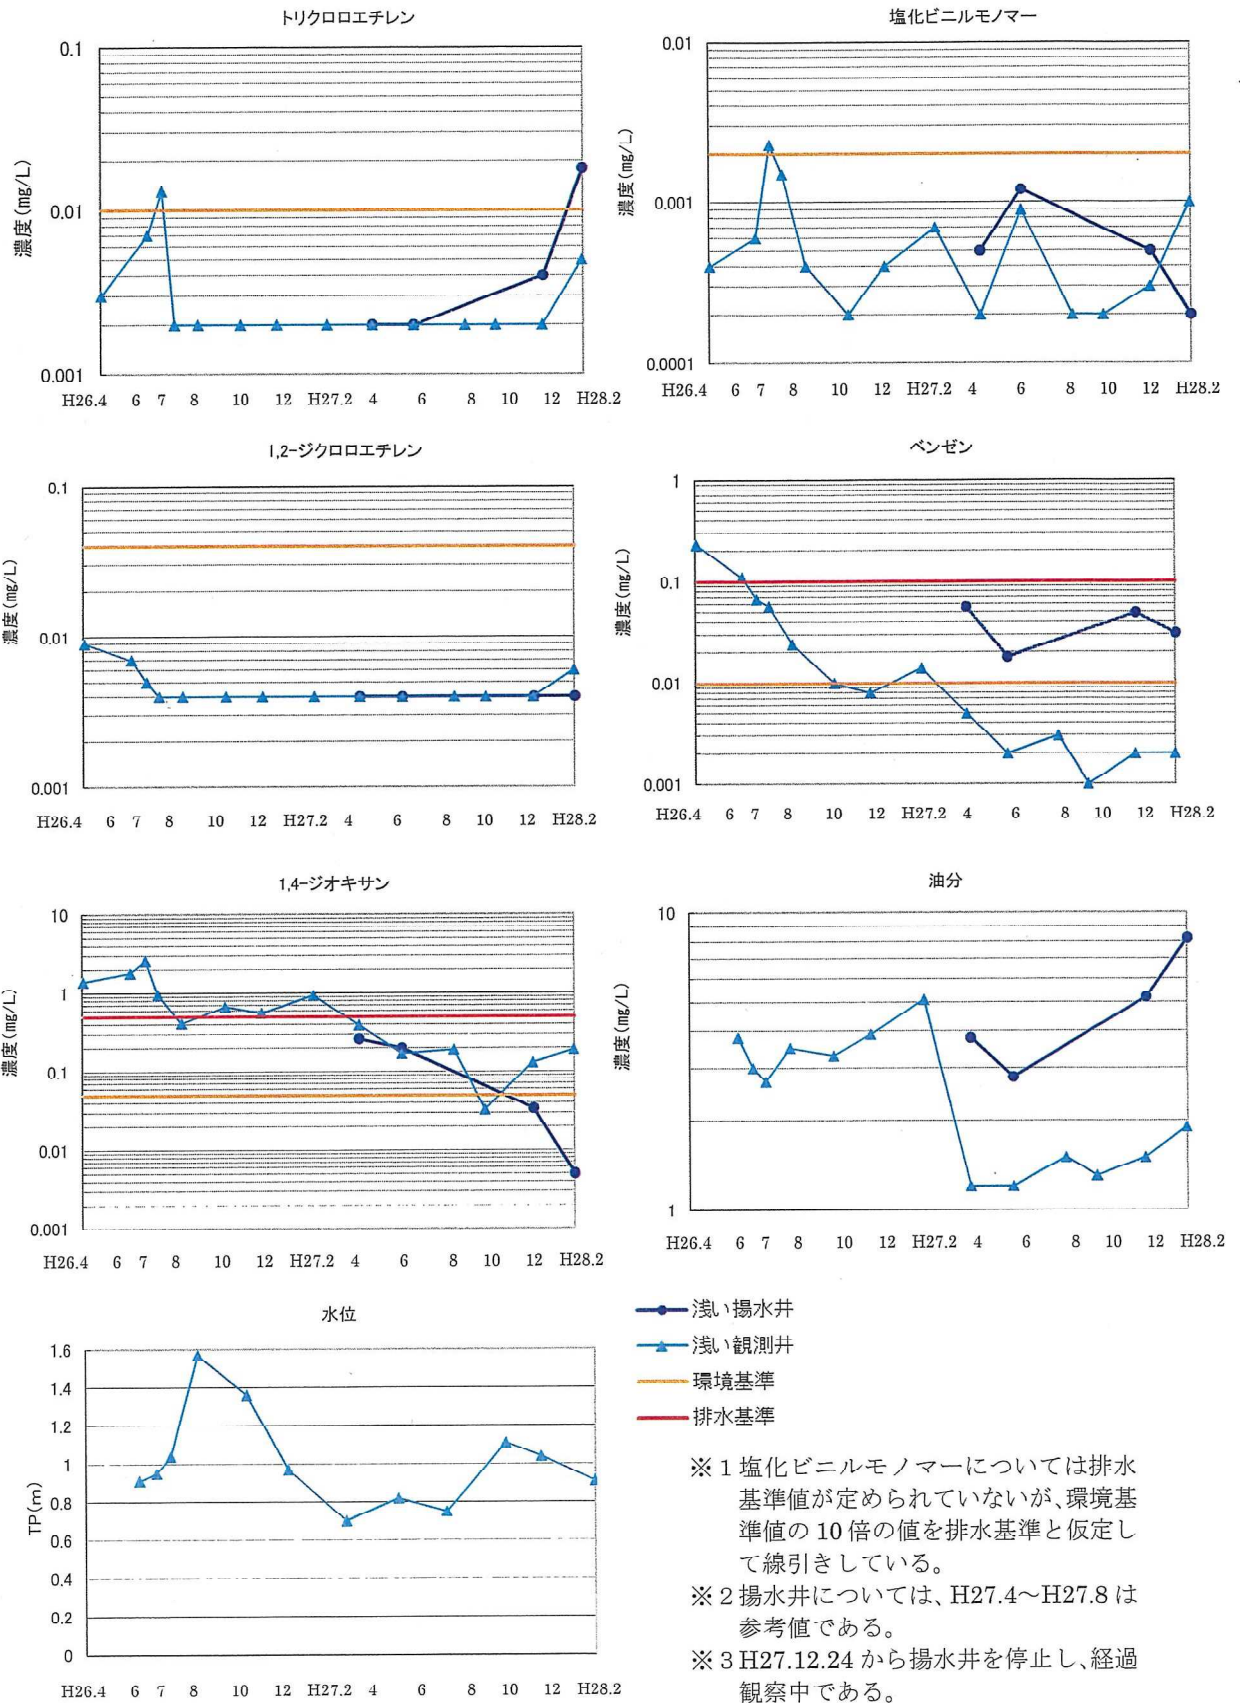 トリクロロエチレン
0.1
0.01
0.001
濃度(mg/L)
H26.4 6 7 8 10 12 H27.2 4 6 8 10 12 H28.2
塩化ビニルモノマー
0.01
0.001
0.0001
濃度(mg/L)
H26.4 6 7 8 10 12 H27.2 4 6 8 10 12 H28.2
1,2-ジクロロエチレン
0.1
0.01
0.001
濃度(mg/L)
H26.4 6 7 8 10 12 H27.2 4 6 8 10 12 H28.2
ベンゼン
1
0.1
0.01
0.001
濃度(mg/L)
H26.4 6 7 8 10 12 H27.2 4 6 8 10 12 H28.2
1,4-ジオキサン
10
1
0.1
0.01
0.001
濃度(mg/L)
H26.4 6 7 8 10 12 H27.2 4 6 8 10 12 H28.2
油分
10
1
濃度(mg/L)
H26.4 6 7 8 10 12 H27.2 4 6 8 10 12 H28.2
水位
1.6
1.4
1.2
1
0.8
0.6
0.4
0.2
0
TP(m)
H26.4 6 7 8 10 12 H27.2 4 6 8 10 12 H28.2
浅い揚水井
浅い観測井
環境基準
排水基準
※1 塩化ビニルモノマーについては排水
基準値が定められていないが、環境基
準値の10倍の値を排水基準と仮定し
て線引きしている。
※2 揚水井については、H27.4～H27.8は
参考値である。
※3 H27.12.24から揚水井を停止し、経過
観察中である。